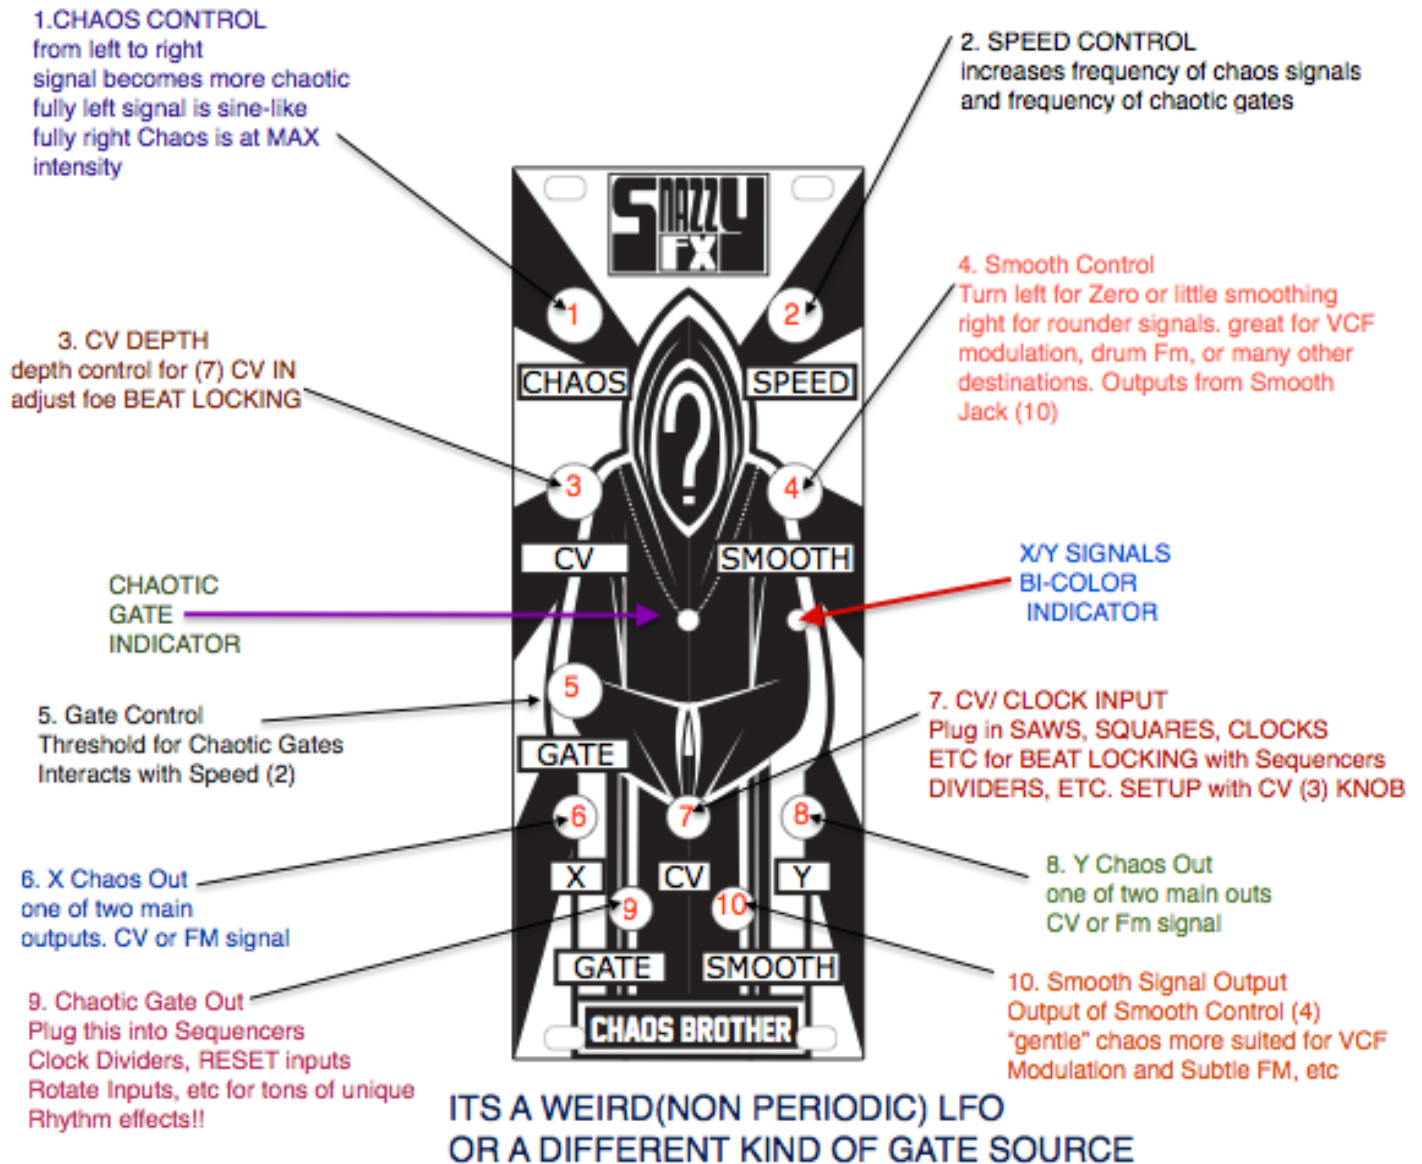 1.CHAOS CONTROL
from left to right
signal becomes more chaotic
fully left signal is sine-like
fully right Chaos is at MAX
intensity
2. SPEED CONTROL
increases frequency of chaos signals
and frequency of chaotic gates
3. CV DEPTH
depth control for (7) CV IN
adjust foe BEAT LOCKING
4. Smooth Control
Turn left for Zero or little smoothing
right for rounder signals. great for VCF
modulation, drum Fm, or many other
destinations. Outputs from Smooth
Jack (10)
CHAOTIC
GATE
INDICATOR
X/Y SIGNALS
BI-COLOR
INDICATOR
5. Gate Control
Threshold for Chaotic Gates
Interacts with Speed (2)
7. CV/ CLOCK INPUT
Plug in SAWS, SQUARES, CLOCKS
ETC for BEAT LOCKING with Sequencers
DIVIDERS, ETC. SETUP with CV (3) KNOB
6. X Chaos Out
one of two main
outputs. CV or FM signal
8. Y Chaos Out
one of two main outs
CV or Fm signal
9. Chaotic Gate Out
Plug this into Sequencers
Clock Dividers, RESET inputs
Rotate Inputs, etc for tons of unique
Rhythm effects!!
10. Smooth Signal Output
Output of Smooth Control (4)
"gentle" chaos more suited for VCF
Modulation and Subtle FM, etc
SNAZZY
FX
1 2
CHAOS SPEED
?
3 4
CV SMOOTH
5
GATE
6 7 8
X CV Y
9 10
GATE SMOOTH
CHAOS BROTHER
ITS A WEIRD(NON PERIODIC) LFO
OR A DIFFERENT KIND OF GATE SOURCE